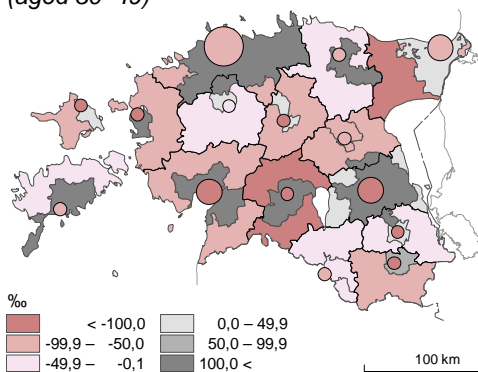 (aged 30–49)
‰
< -100,0
-99,9 – -50,0
-49,9 – -0,1
0,0 – 49,9
50,0 – 99,9
100,0 <
100 km